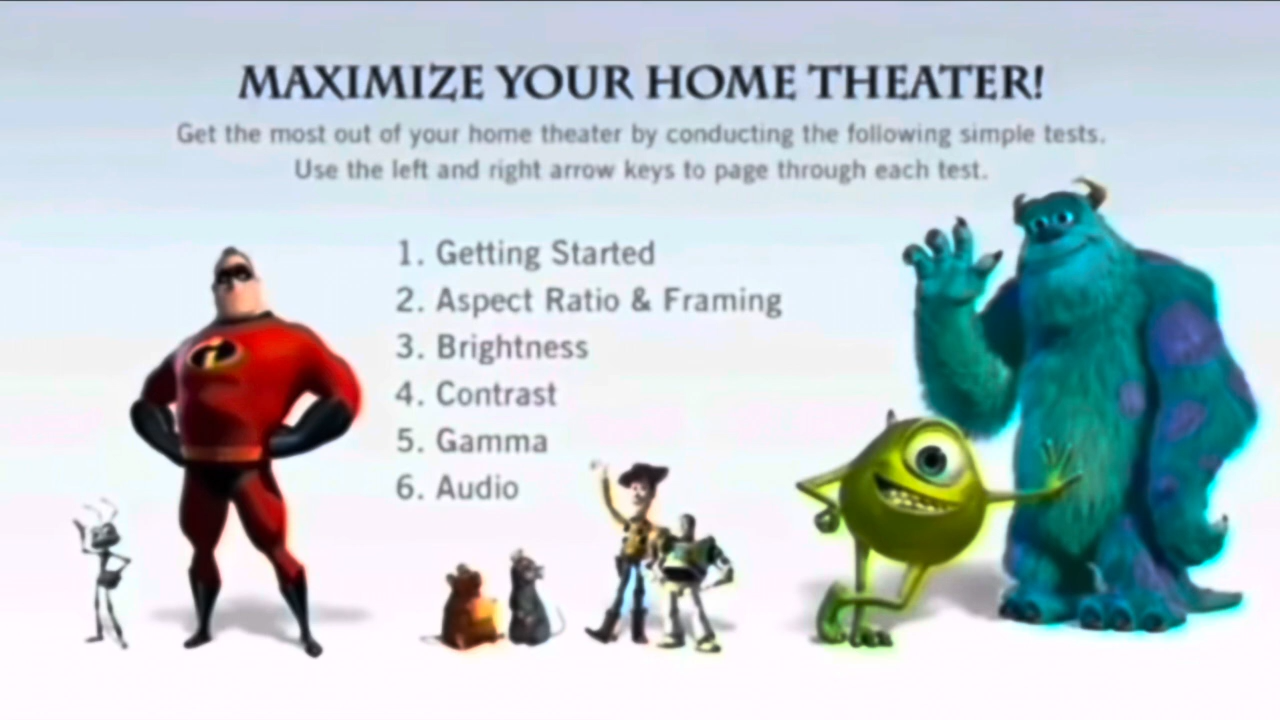 MAXIMIZE YOUR HOME THEATER!
Get the most out of your home theater by conducting the following simple tests.
Use the left and right arrow keys to page through each test.
1. Getting Started
2. Aspect Ratio & Framing
3. Brightness
4. Contrast
5. Gamma
6. Audio